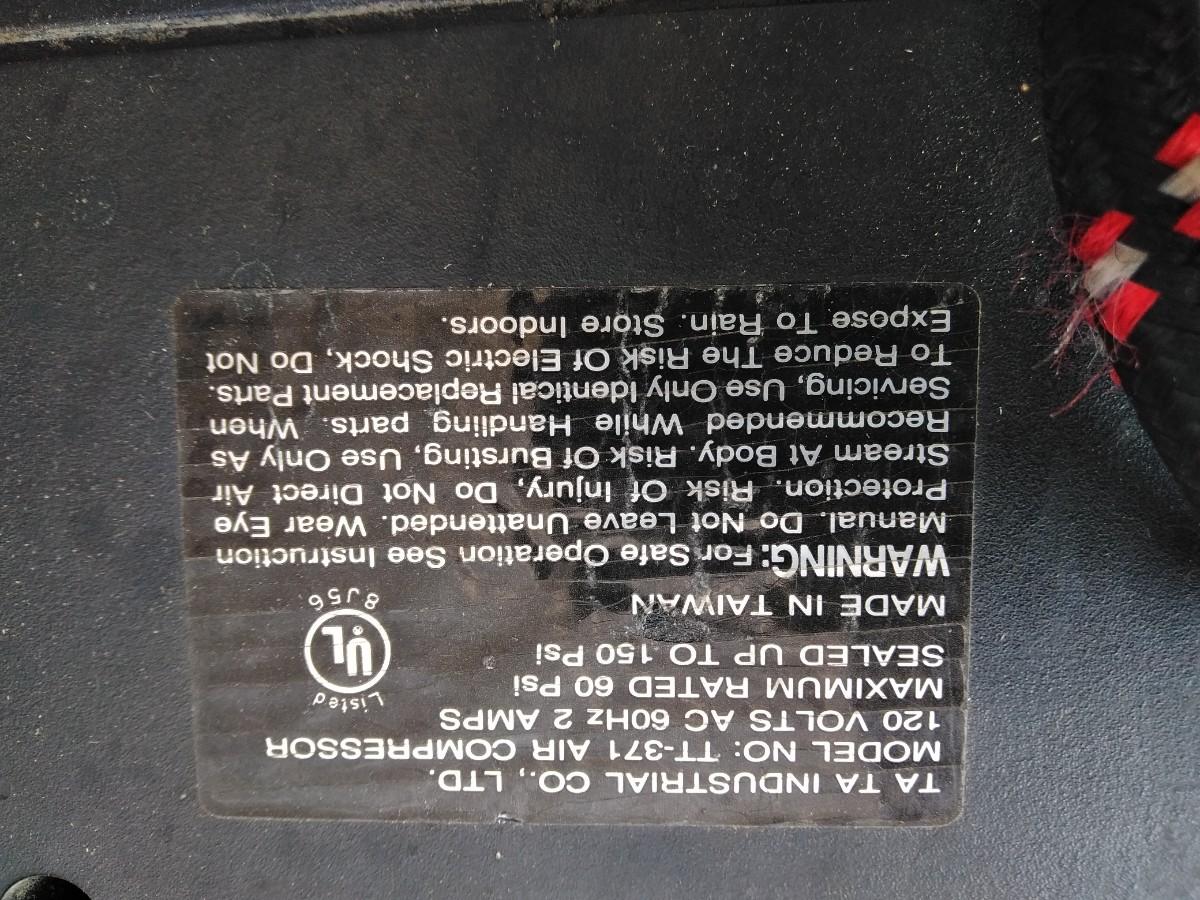 TA TA INDUSTRIAL CO., LTD.
MODEL NO: TT-371 AIR COMPRESSOR
120 VOLTS AC 60Hz 2 AMPS
MAXIMUM RATED 60 Psi
SEALED UP TO 150 Psi
MADE IN TAIWAN
Listed
UL®
8J56
WARNING: For Safe Operation See Instruction
Manual. Do Not Leave Unattended. Wear Eye
Protection. Risk Of Injury, Do Not Direct Air
Stream At Body. Risk Of Bursting, Use Only As
Recommended While Handling parts. When
Servicing, Use Only Identical Replacement Parts.
To Reduce The Risk Of Electric Shock, Do Not
Expose To Rain. Store Indoors.